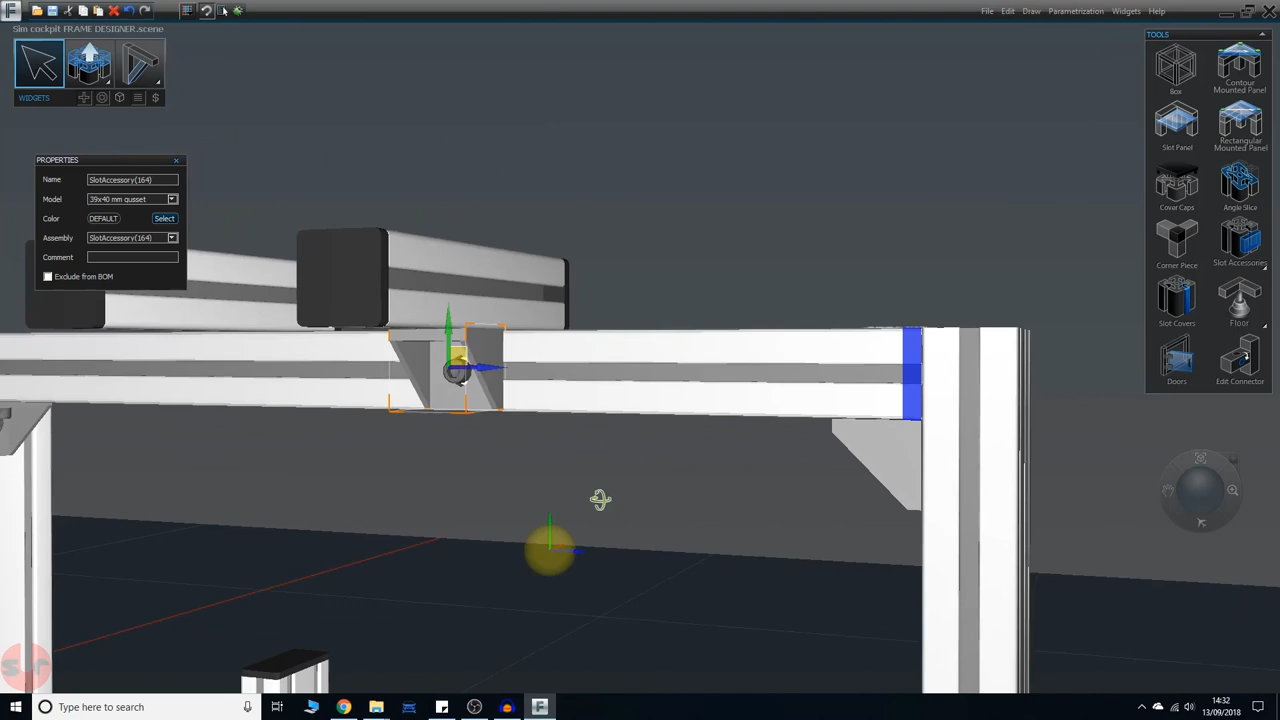 File Edit Draw Parametrization Widgets Help
Sim cockpit FRAME DESIGNER.scene
WIDGETS
PROPERTIES
Name SlotAccessory(164)
Model 39x40 mm gusset
Color DEFAULT Select
Assembly SlotAccessory(164)
Comment
Exclude from BOM
TOOLS
Box
Contour
Mounted Panel
Slot Panel
Rectangular
Mounted Panel
Cover Caps
Angle Slice
Corner Piece
Slot Accessories
Slot Covers
Floor
Doors
Edit Connector
Type here to search
14:32
13/09/2018